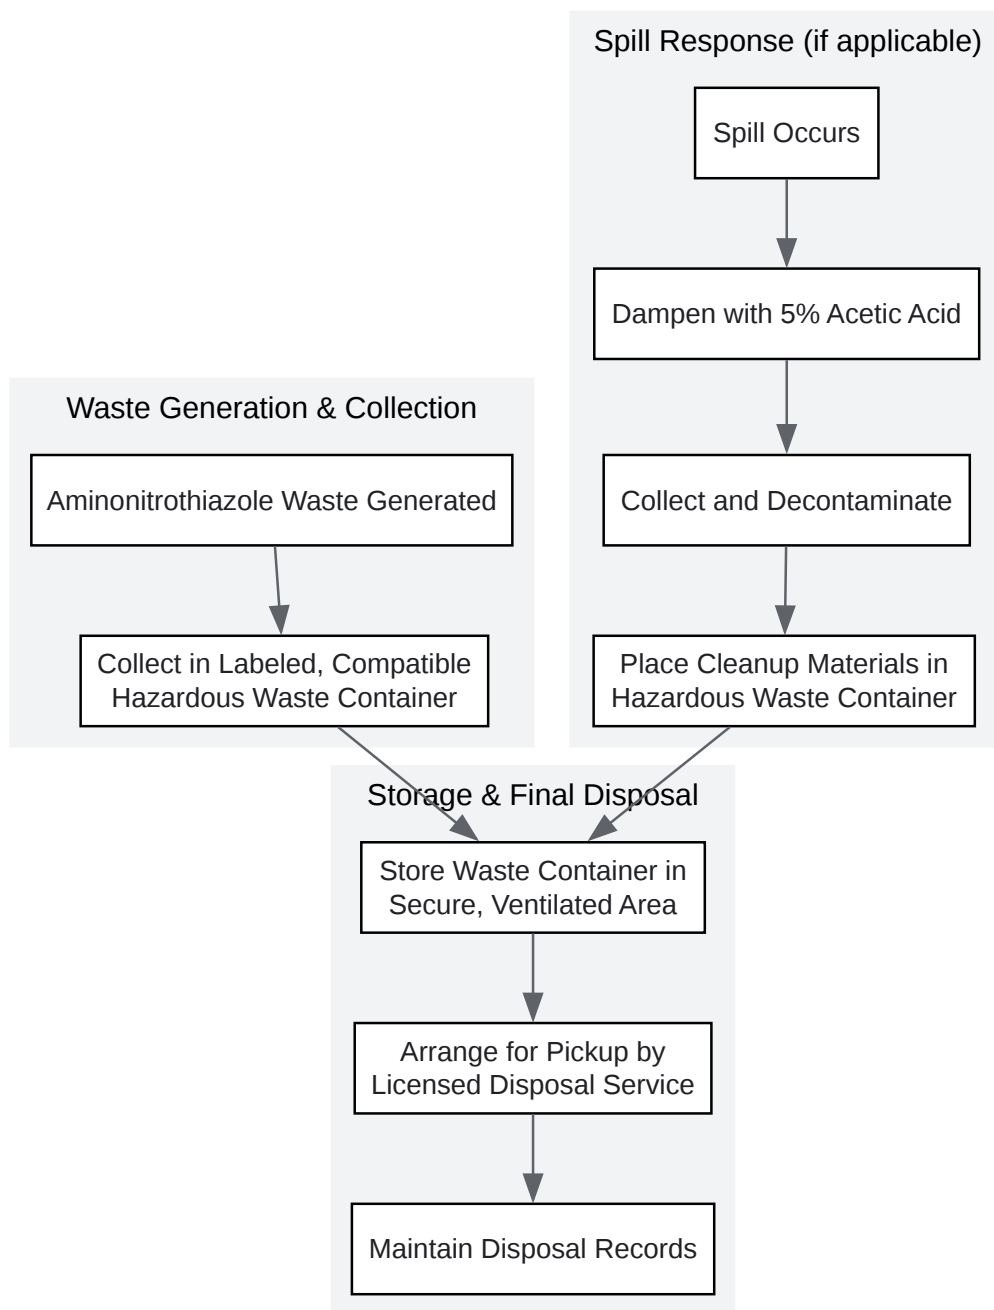 Spill Response (if applicable)
Spill Occurs
Dampen with 5% Acetic Acid
Collect and Decontaminate
Place Cleanup Materials in
Hazardous Waste Container
Waste Generation & Collection
Aminonitrothiazole Waste Generated
Collect in Labeled, Compatible
Hazardous Waste Container
Storage & Final Disposal
Store Waste Container in
Secure, Ventilated Area
Arrange for Pickup by
Licensed Disposal Service
Maintain Disposal Records